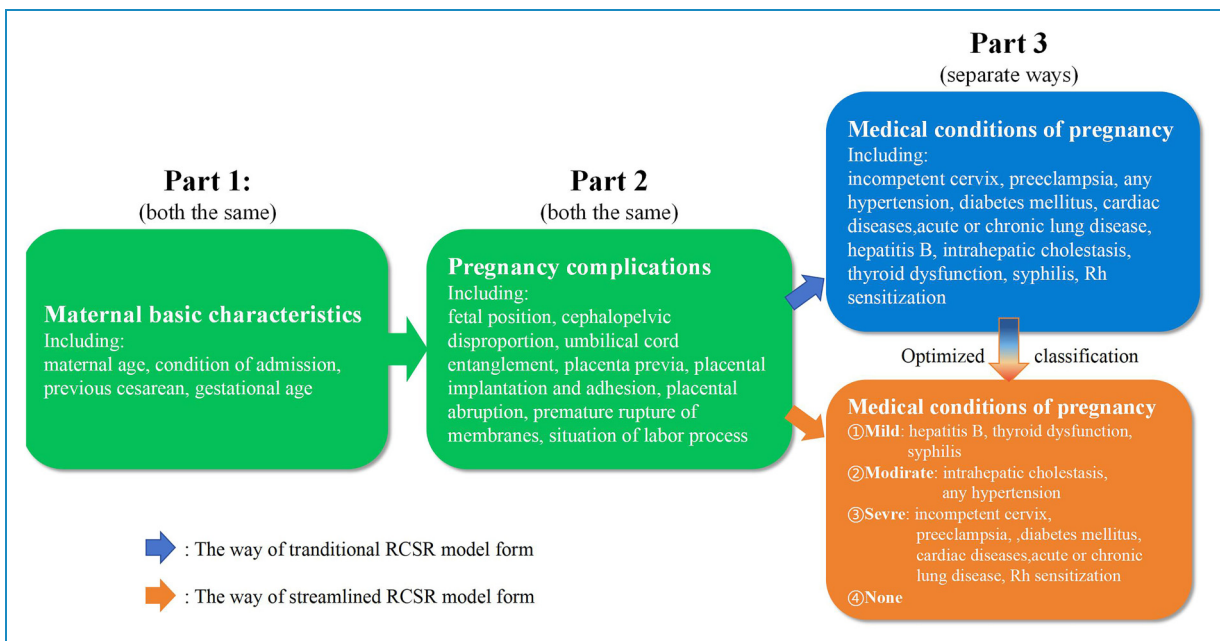 Part 1:
(both the same)
Maternal basic characteristics
Including:
maternal age, condition of admission,
previous cesarean, gestational age
Part 2
(both the same)
Pregnancy complications
Including:
fetal position, cephalopelvic
disproportion, umbilical cord
entanglement, placenta previa, placental
implantation and adhesion, placental
abruption, premature rupture of
membranes, situation of labor process
Part 3
(separate ways)
Medical conditions of pregnancy
Including:
incompetent cervix, preeclampsia, any
hypertension, diabetes mellitus, cardiac
diseases,acute or chronic lung disease,
hepatitis B, intrahepatic cholestasis,
thyroid dysfunction, syphilis, Rh
sensitization
Optimized classification
Medical conditions of pregnancy
①Mild: hepatitis B, thyroid dysfunction,
syphilis
②Modirate: intrahepatic cholestasis,
any hypertension
③Sevre: incompetent cervix,
preeclampsia, ,diabetes mellitus,
cardiac diseases,acute or chronic
lung disease, Rh sensitization
④None
: The way of tranditional RCSR model form
: The way of streamlined RCSR model form